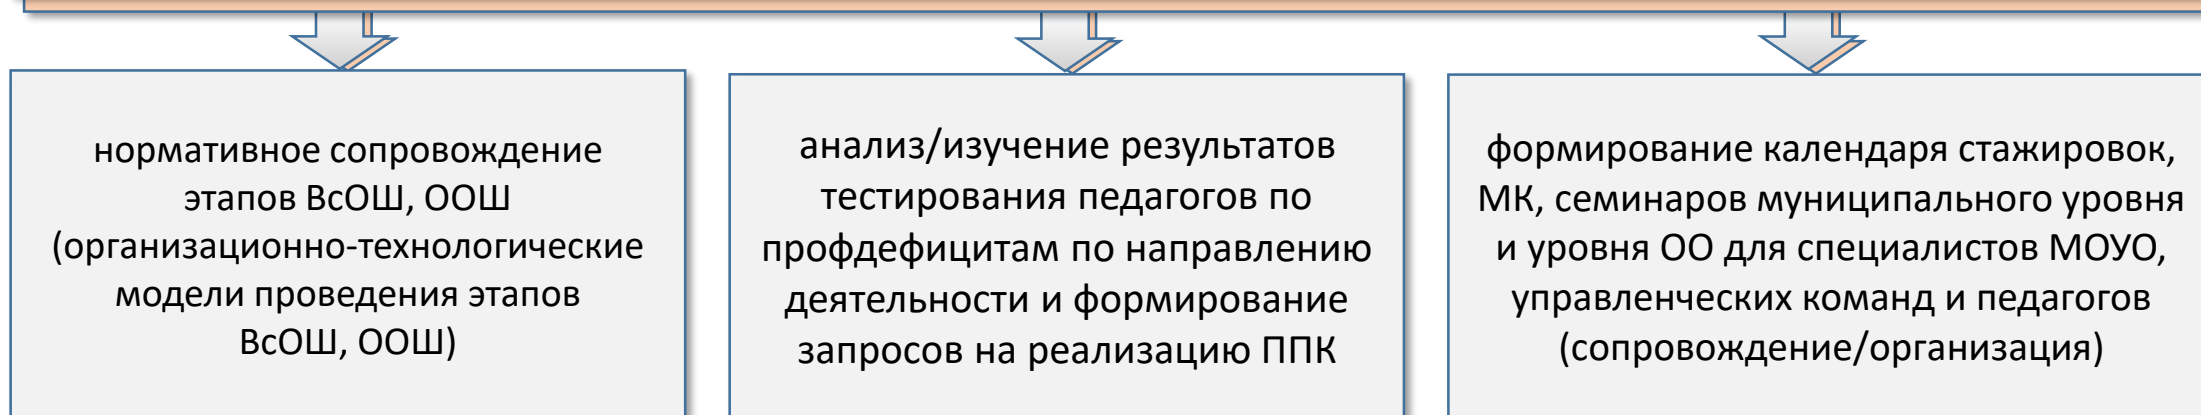 нормативное сопровождение
этапов ВсОШ, ООШ
(организационно-технологические
модели проведения этапов
ВсОШ, ООШ)
анализ/изучение результатов
тестирования педагогов по
профдефицитам по направлению
деятельности и формирование
запросов на реализацию ППК
формирование календаря стажировок,
МК, семинаров муниципального уровня
и уровня ОО для специалистов МОУО,
управленческих команд и педагогов
(сопровождение/организация)